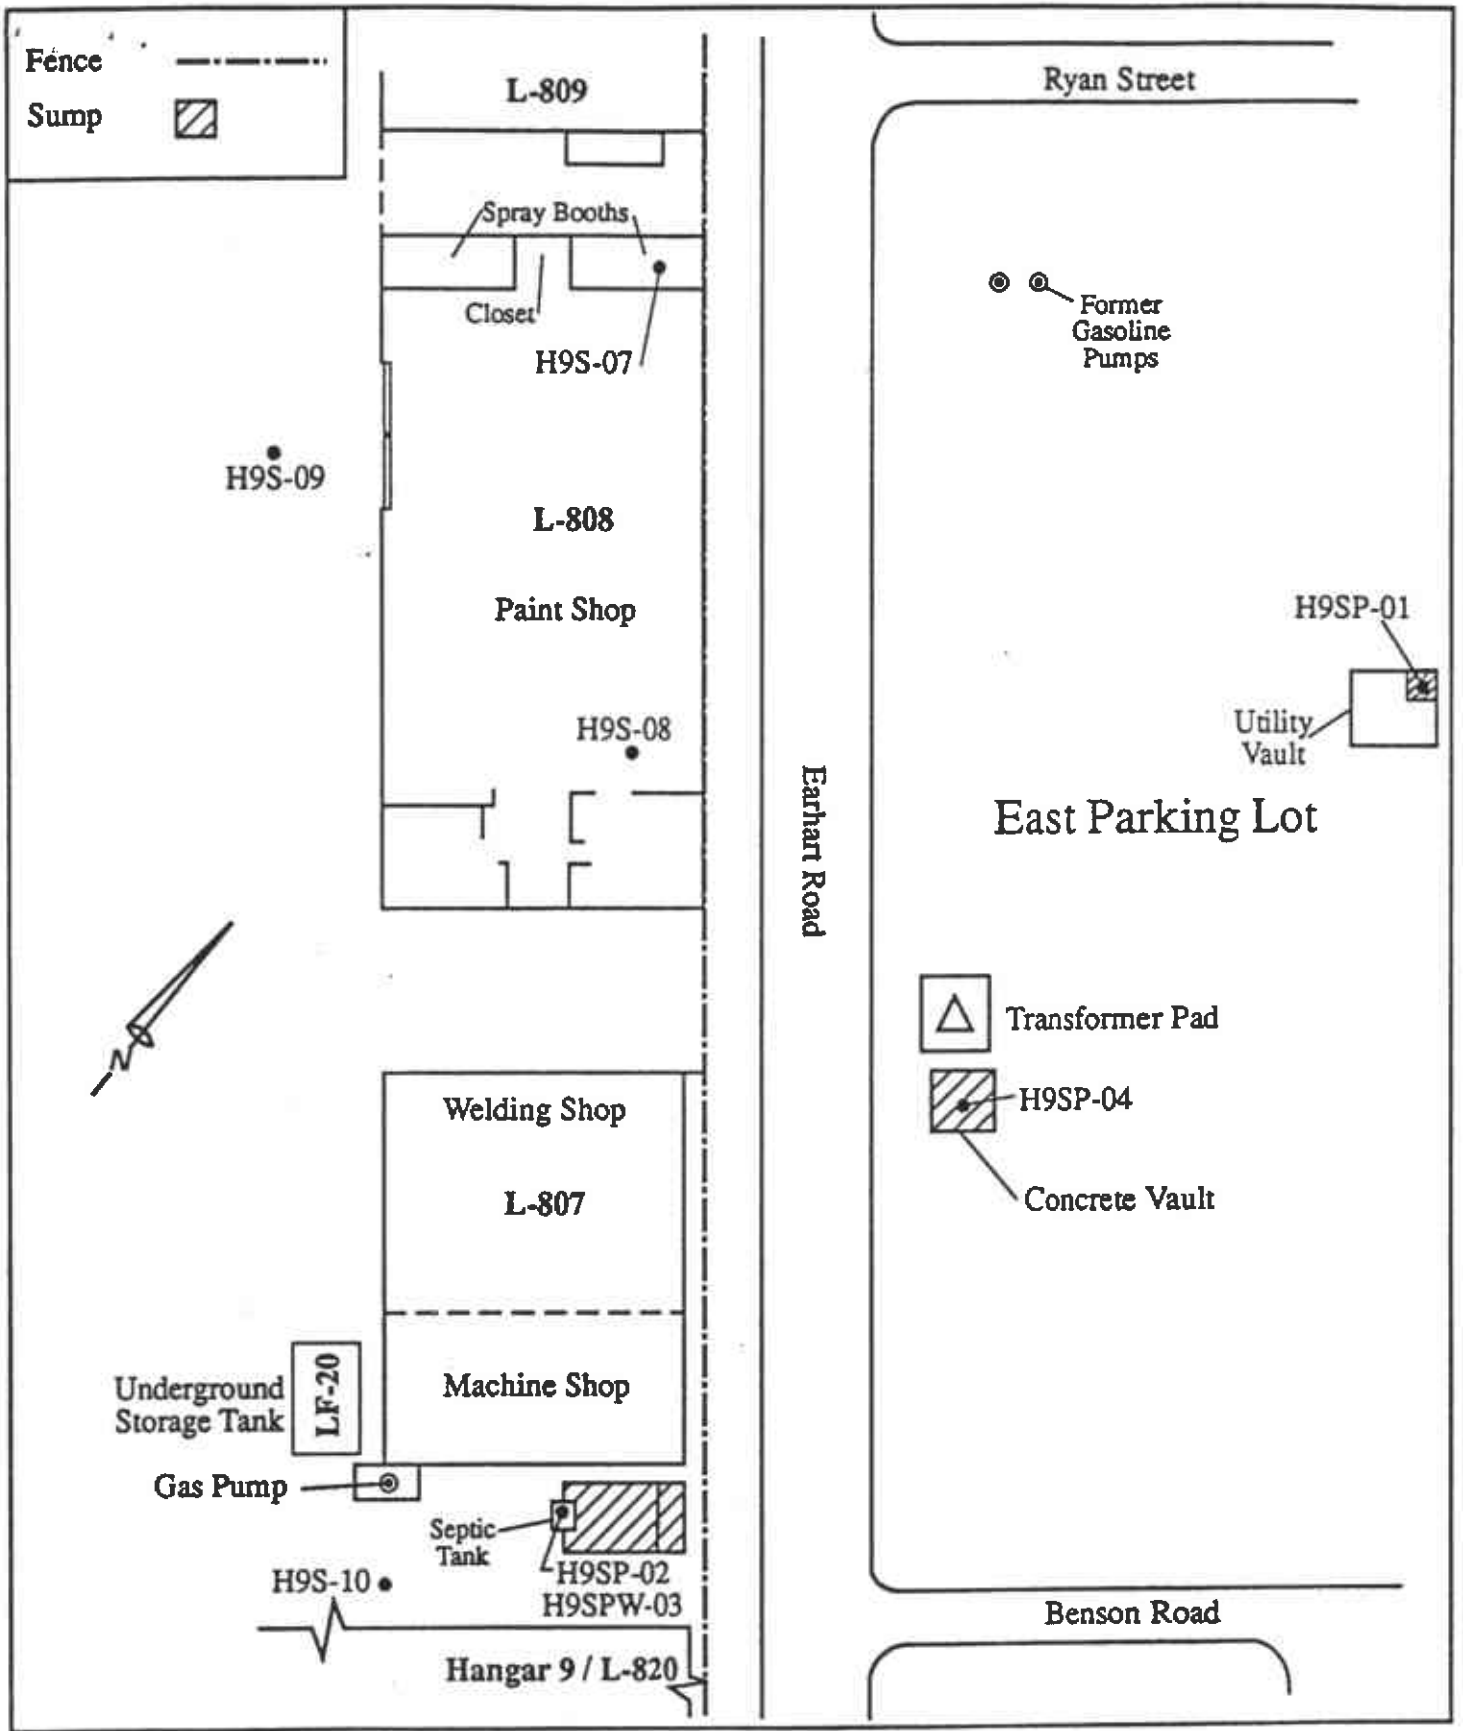 Fence
Sump
L-809
Ryan Street
Spray Booths
Closet
H9S-07
Former
Gasoline
Pumps
H9S-09
L-808
Paint Shop
H9SP-01
Utility
Vault
H9S-08
Earhart Road
East Parking Lot
N
Transformer Pad
H9SP-04
Concrete Vault
Welding Shop
L-807
Machine Shop
Underground
Storage Tank
LF-20
Gas Pump
Septic
Tank
H9SP-02
H9SPW-03
H9S-10
Benson Road
Hangar 9 / L-820